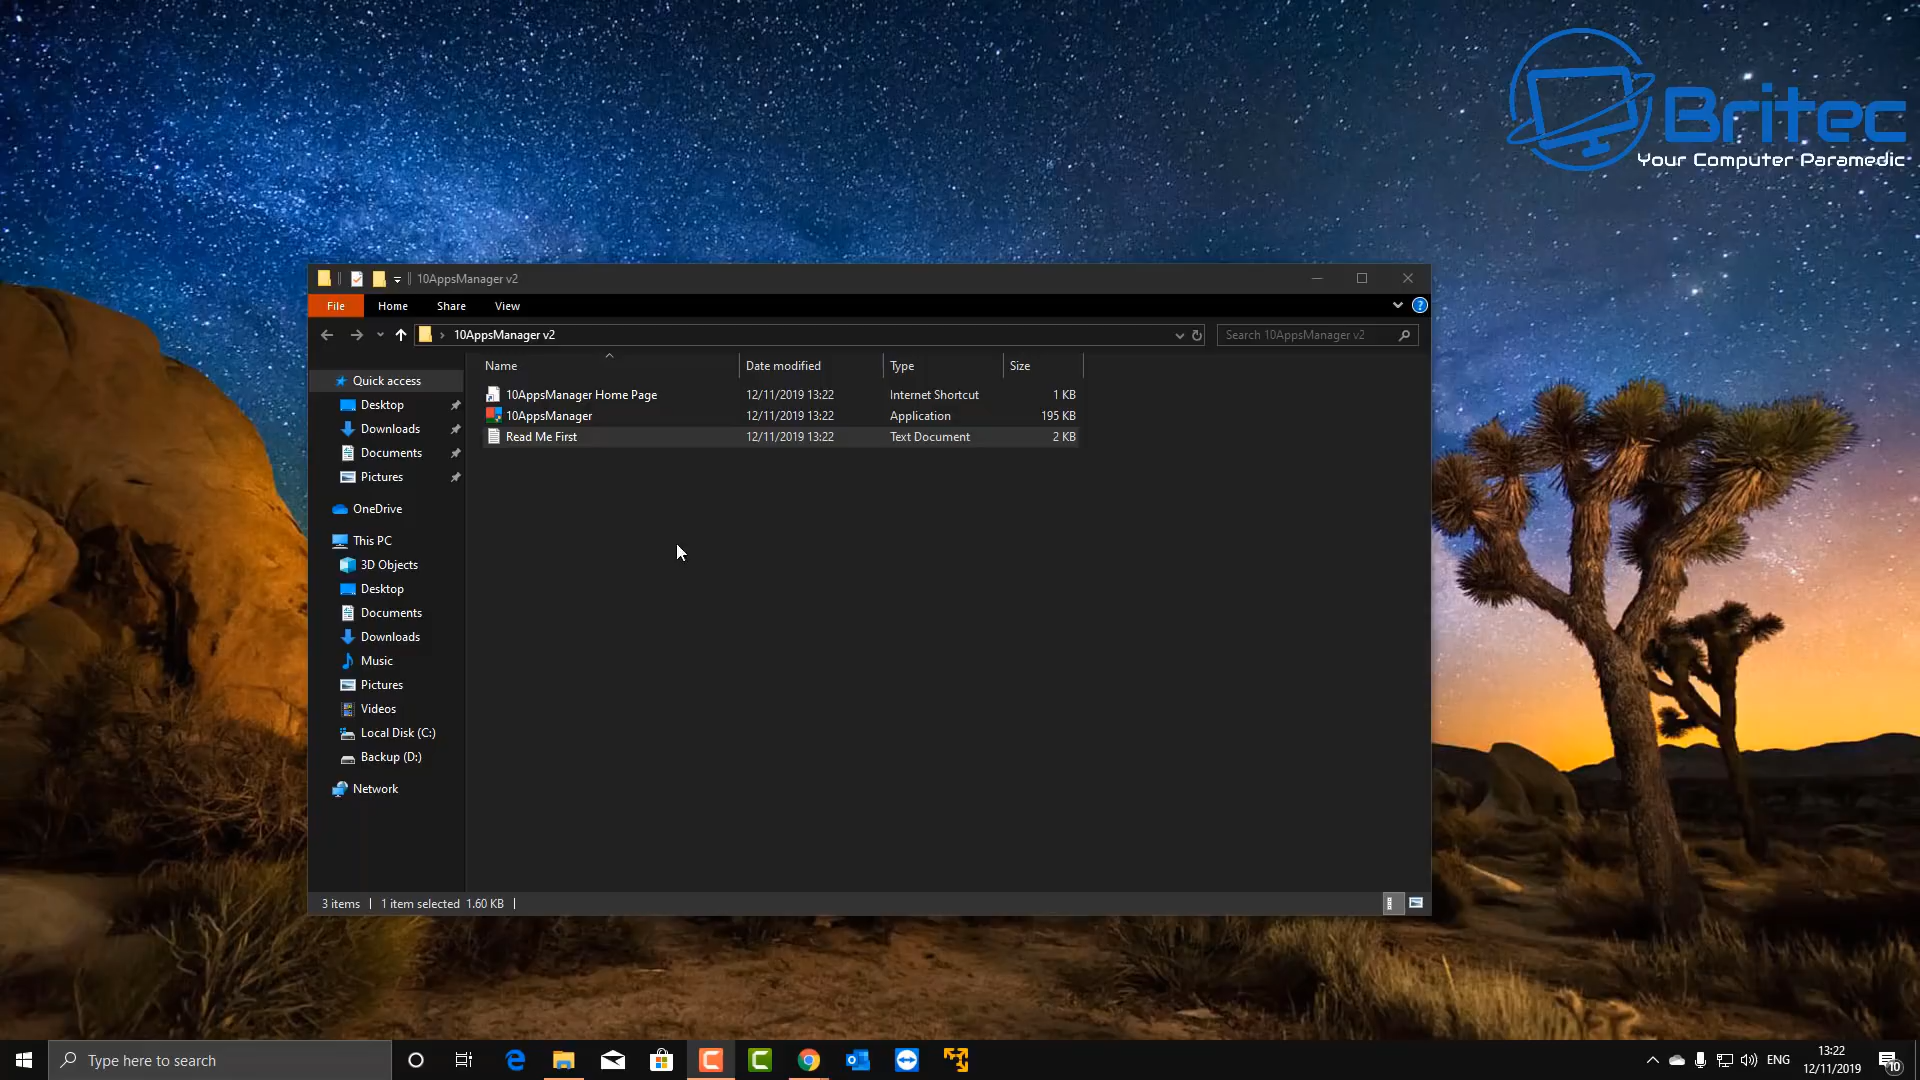 Britec
Your Computer Paramedic
10AppsManager v2
File Home Share View
10AppsManager v2
Search 10AppsManager v2
Name Date modified Type Size
Quick access
Desktop
Downloads
Documents
Pictures
OneDrive
This PC
3D Objects
Desktop
Documents
Downloads
Music
Pictures
Videos
Local Disk (C:)
Backup (D:)
Network
10AppsManager Home Page 12/11/2019 13:22 Internet Shortcut 1 KB
10AppsManager 12/11/2019 13:22 Application 195 KB
Read Me First 12/11/2019 13:22 Text Document 2 KB
3 items 1 item selected 1.60 KB
Type here to search
ENG
13:22
12/11/2019
10